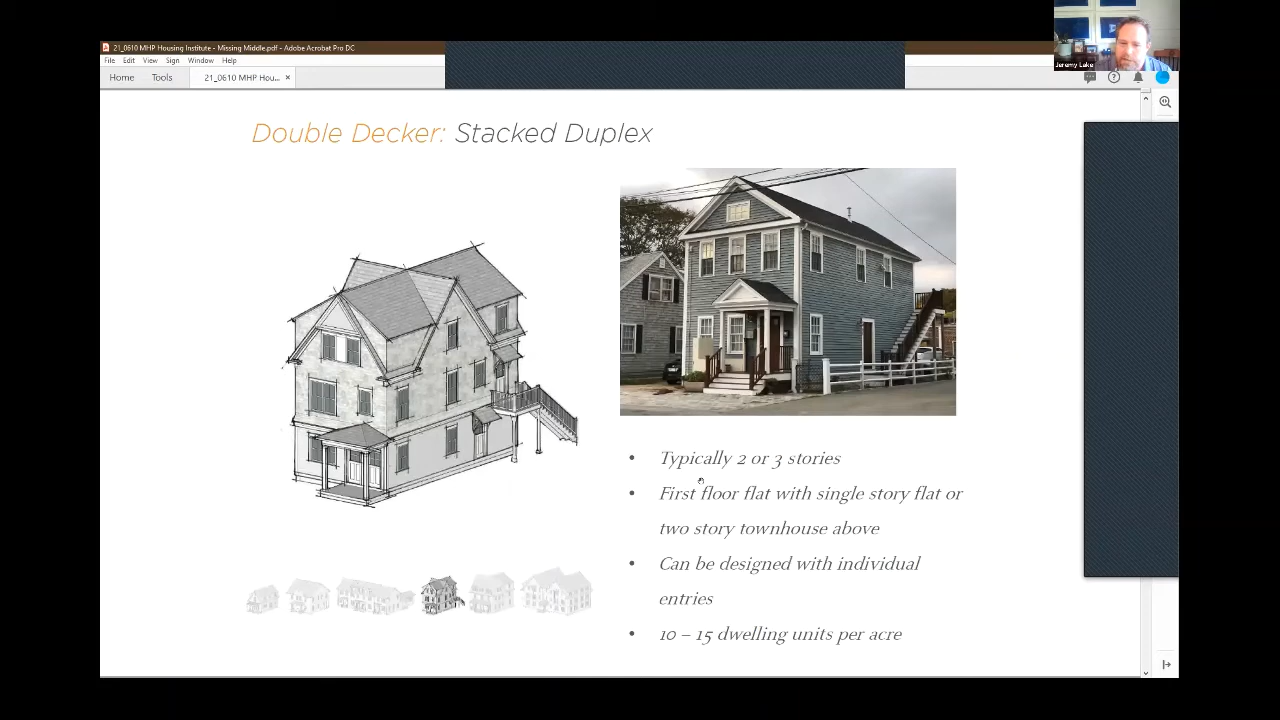 21_0610 MHP Housing Institute - Missing Middle.pdf - Adobe Acrobat Pro DC
File Edit View Sign Window Help
Home Tools 21_0610 MHP Hou... ×
Jeremy Lake
Double Decker: Stacked Duplex
• Typically 2 or 3 stories
• First floor flat with single story flat or
two story townhouse above
• Can be designed with individual
entries
• 10 – 15 dwelling units per acre